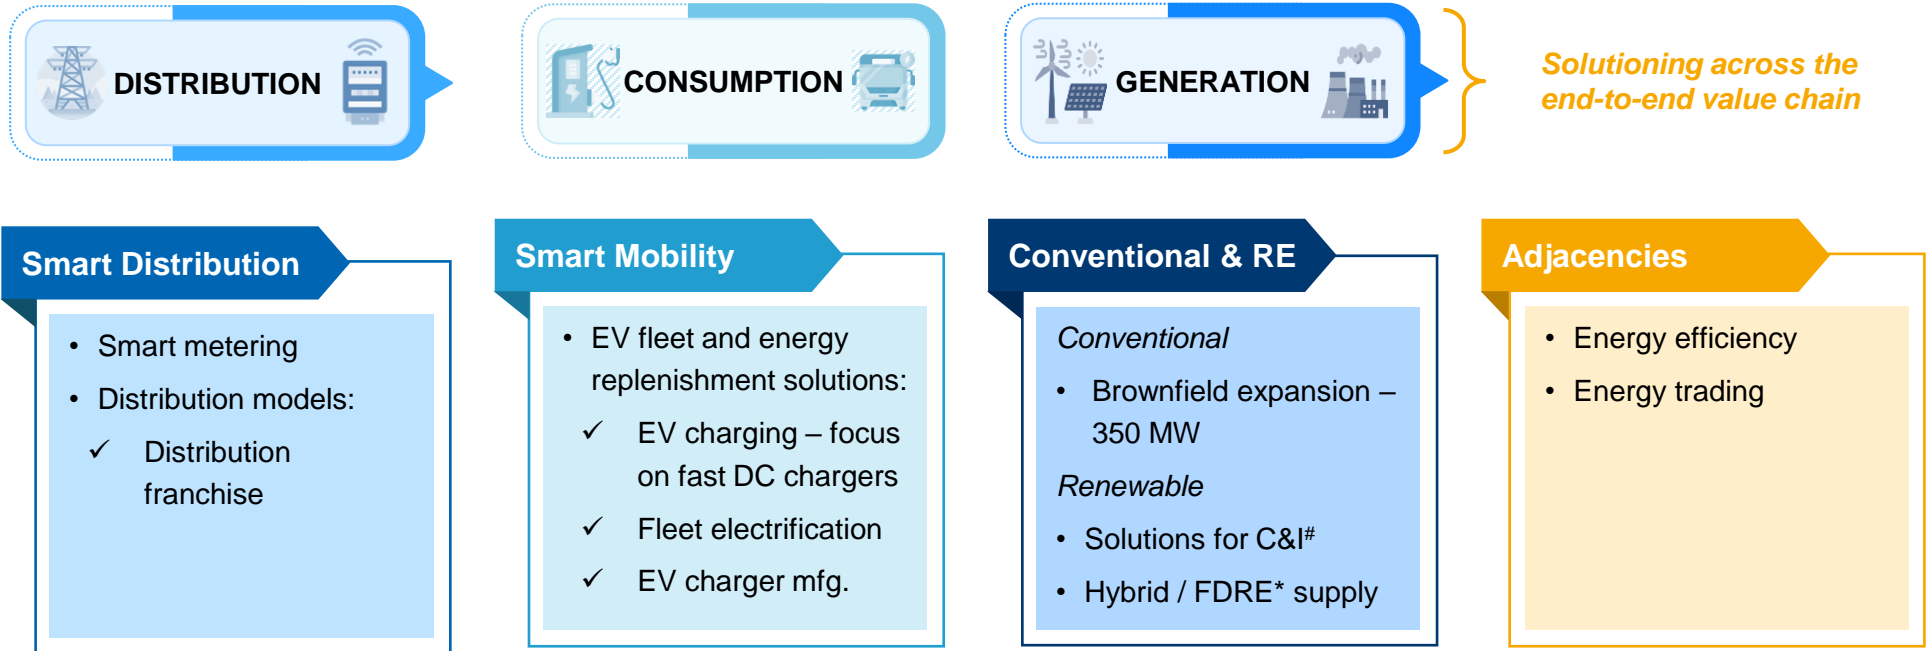 DISTRIBUTION
CONSUMPTION
GENERATION
Solutioning across the
end-to-end value chain
Smart Distribution
• Smart metering
• Distribution models:
✓ Distribution
franchise
Smart Mobility
• EV fleet and energy
replenishment solutions:
✓ EV charging – focus
on fast DC chargers
✓ Fleet electrification
✓ EV charger mfg.
Conventional & RE
Conventional
• Brownfield expansion –
350 MW
Renewable
• Solutions for C&I#
• Hybrid / FDRE* supply
Adjacencies
• Energy efficiency
• Energy trading